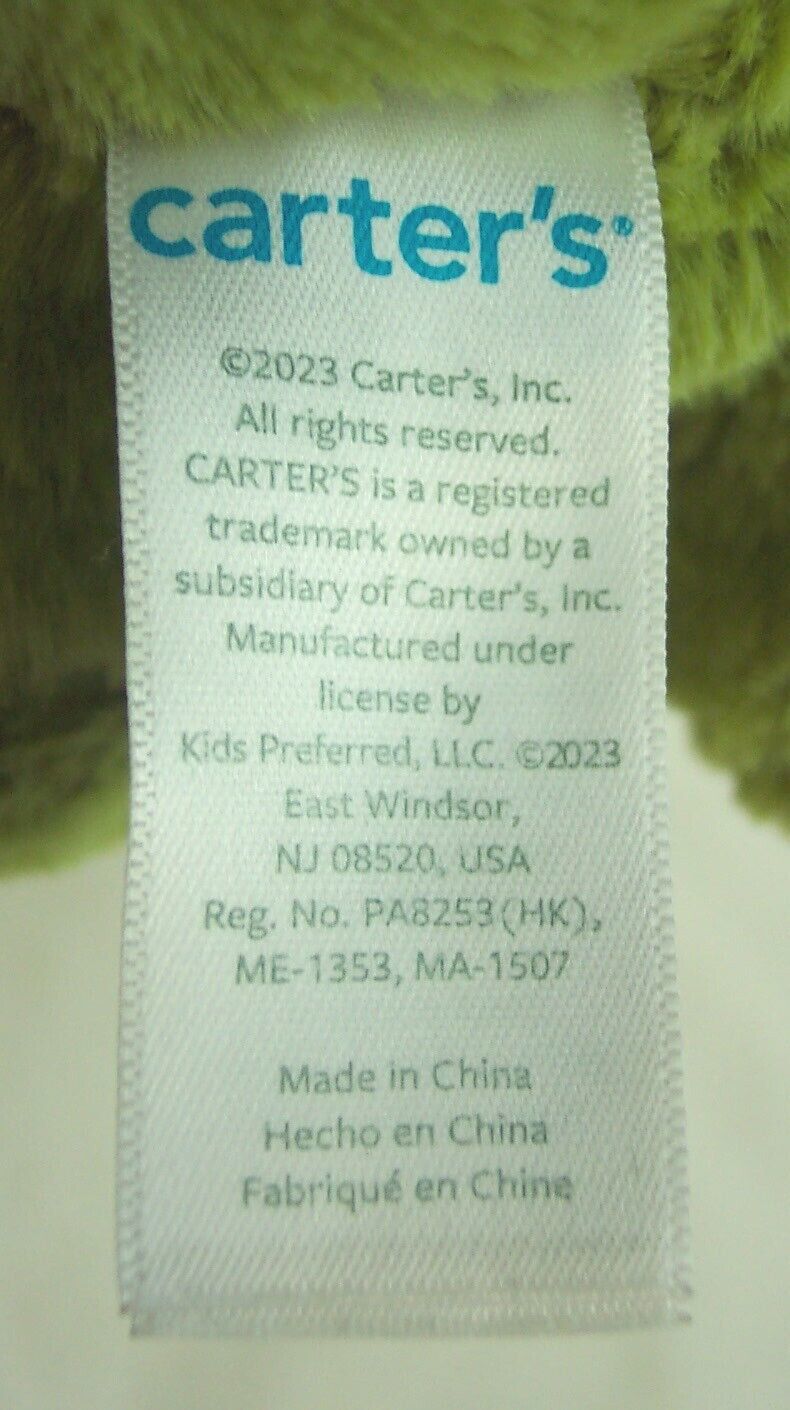 carter's®
©2023 Carter's, Inc.
All rights reserved.
CARTER'S is a registered
trademark owned by a
subsidiary of Carter's, Inc.
Manufactured under
license by
Kids Preferred, LLC. ©2023
East Windsor,
NJ 08520, USA
Reg. No. PA8253(HK),
ME-1353, MA-1507
Made in China
Hecho en China
Fabriqué en Chine